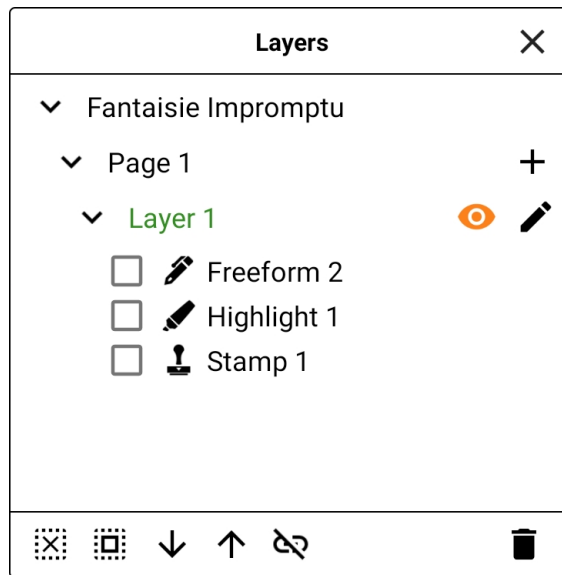 Layers
Fantaisie Impromptu
Page 1
Layer 1
Freeform 2
Highlight 1
Stamp 1